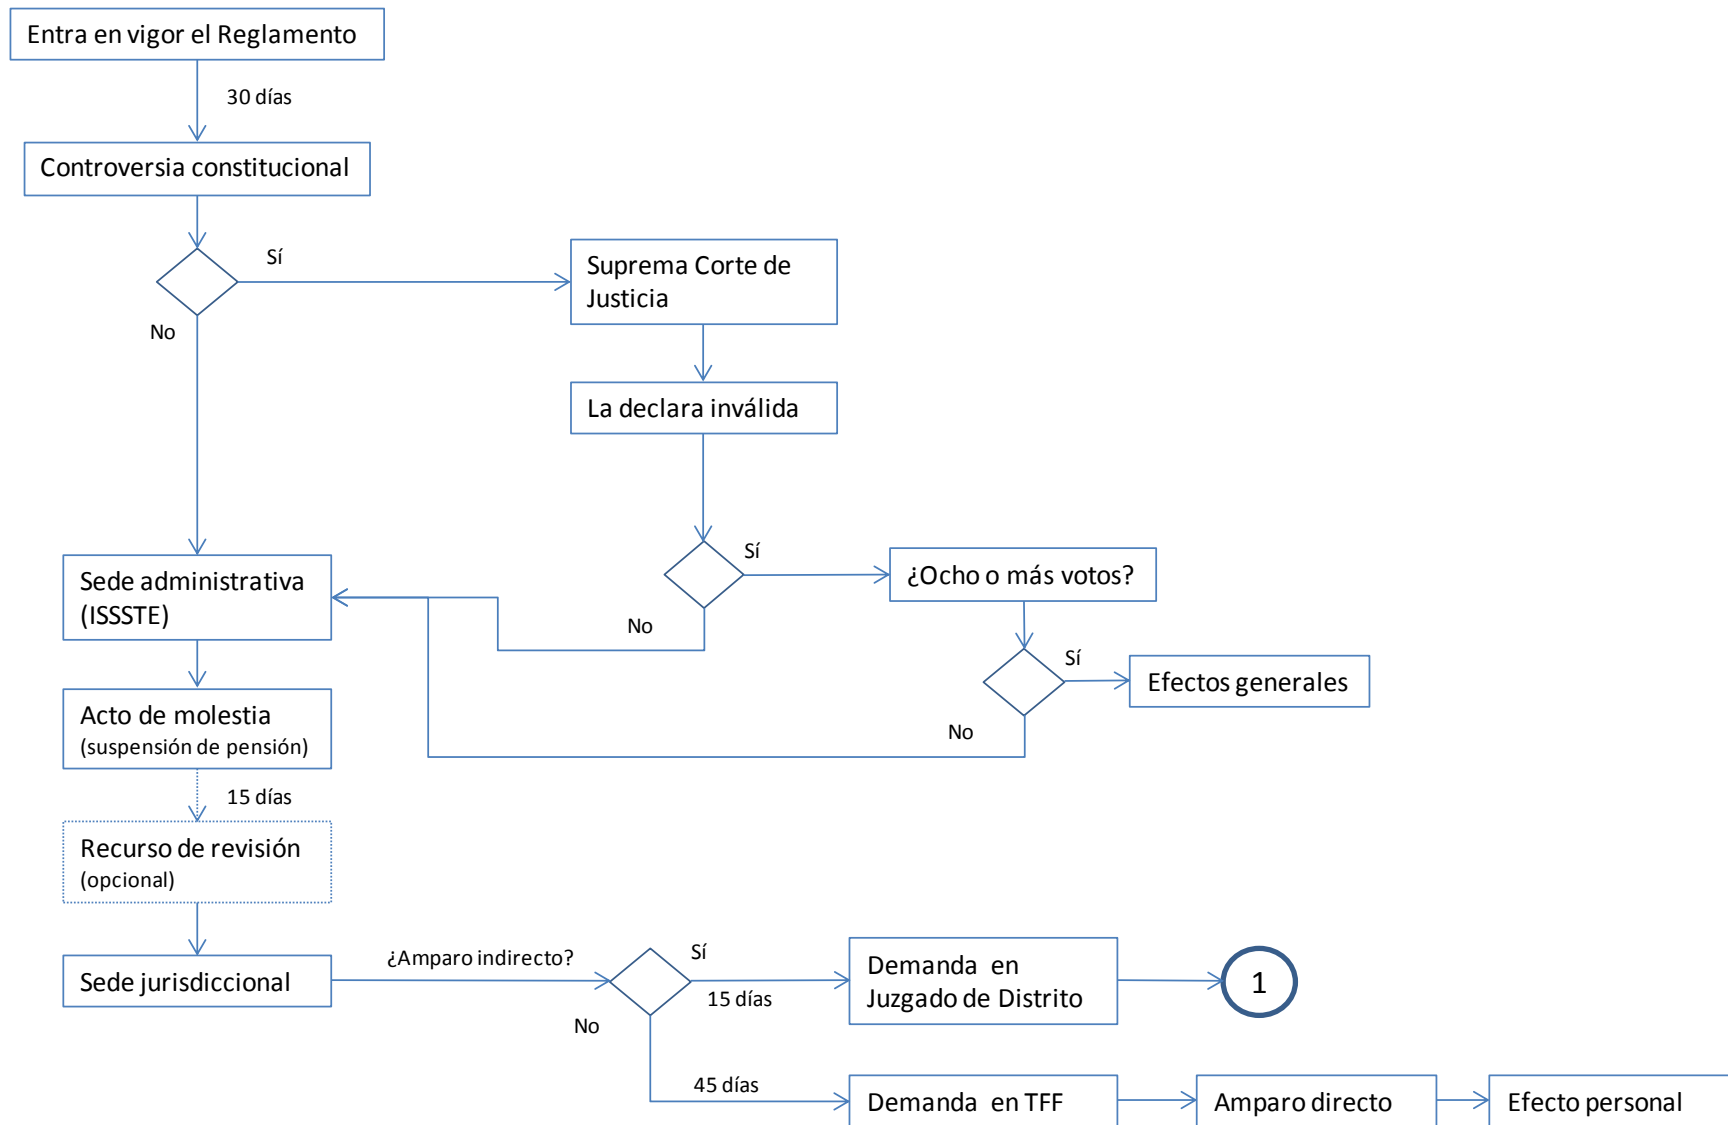 Entra en vigor el Reglamento
30 días
Controversia constitucional
Sí
No
Suprema Corte de
Justicia
La declara inválida
Sí
No
¿Ocho o más votos?
Sí
No
Efectos generales
Sede administrativa
(ISSSTE)
Acto de molestia
(suspensión de pensión)
15 días
Recurso de revisión
(opcional)
Sede jurisdiccional
¿Amparo indirecto?
Sí
15 días
No
Demanda en
Juzgado de Distrito
1
45 días
Demanda en TFF
Amparo directo
Efecto personal